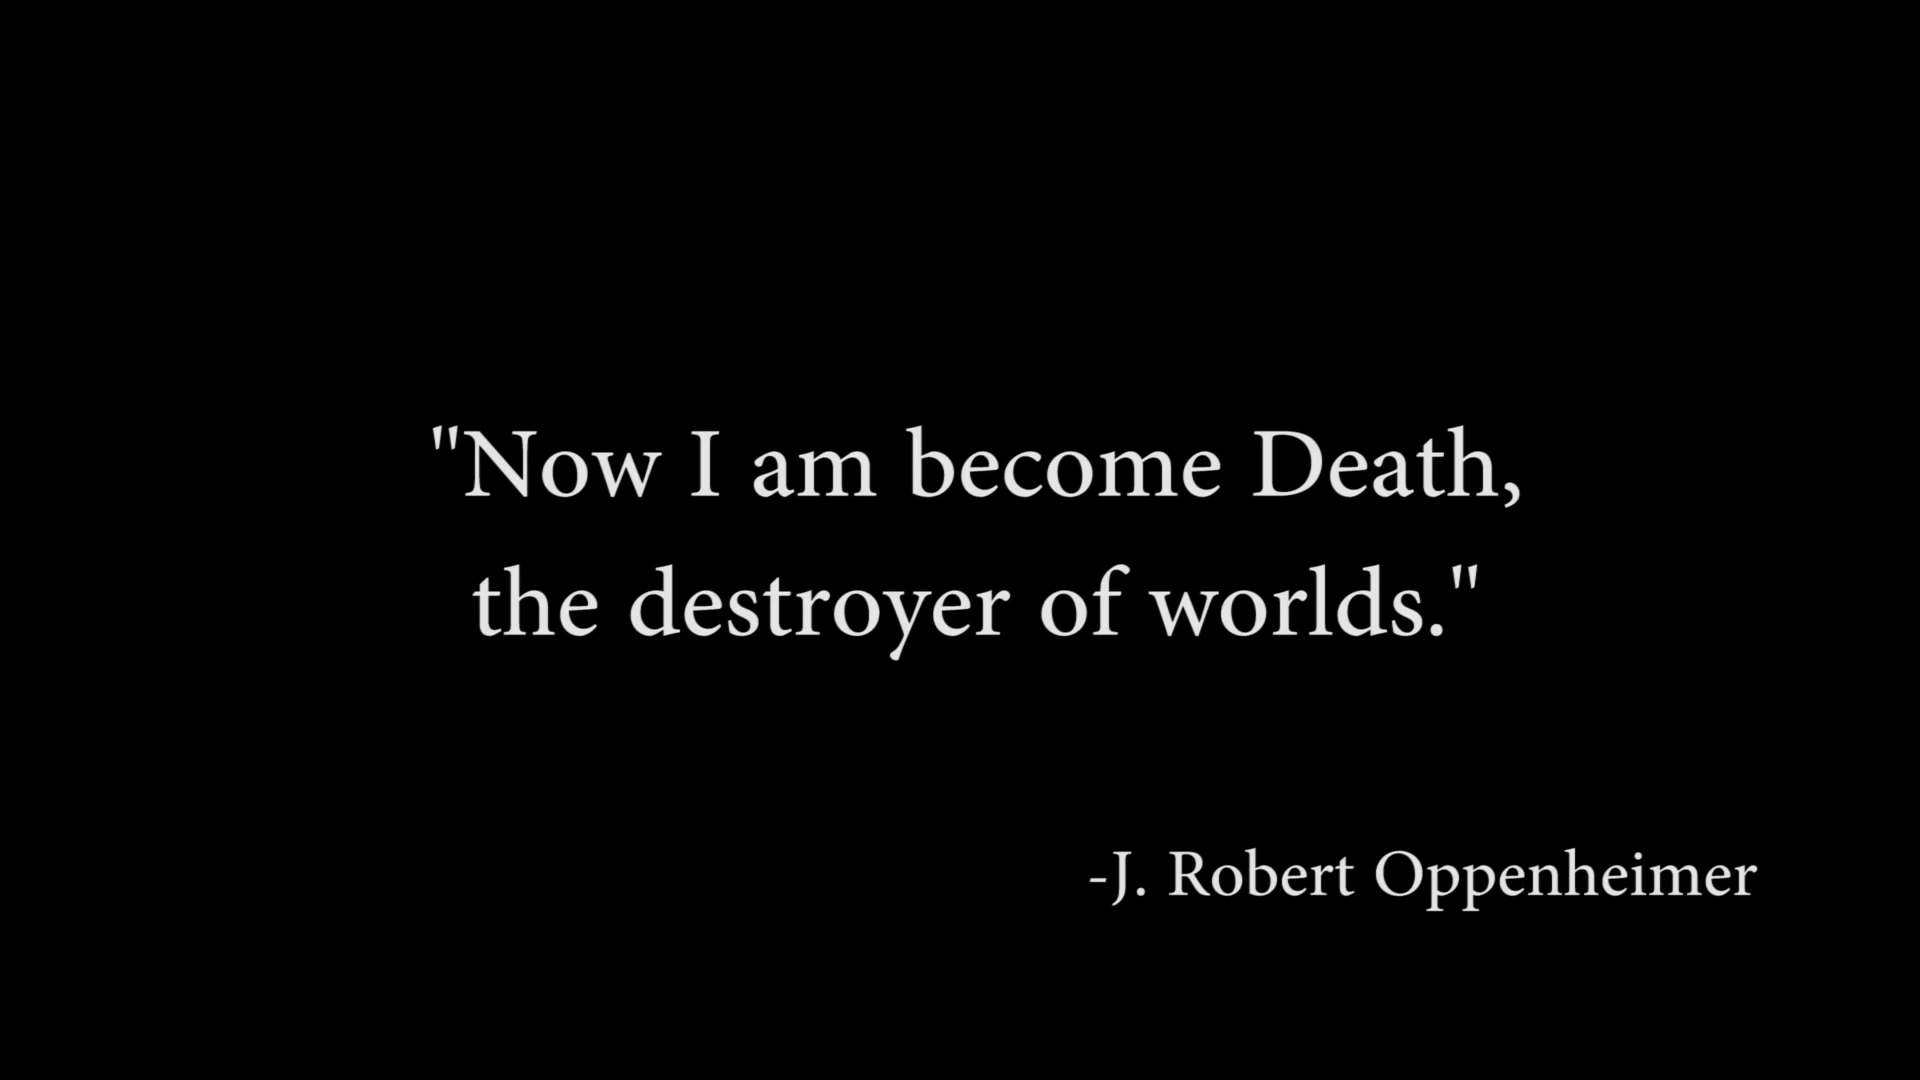 "Now I am become Death,
the destroyer of worlds."
-J. Robert Oppenheimer